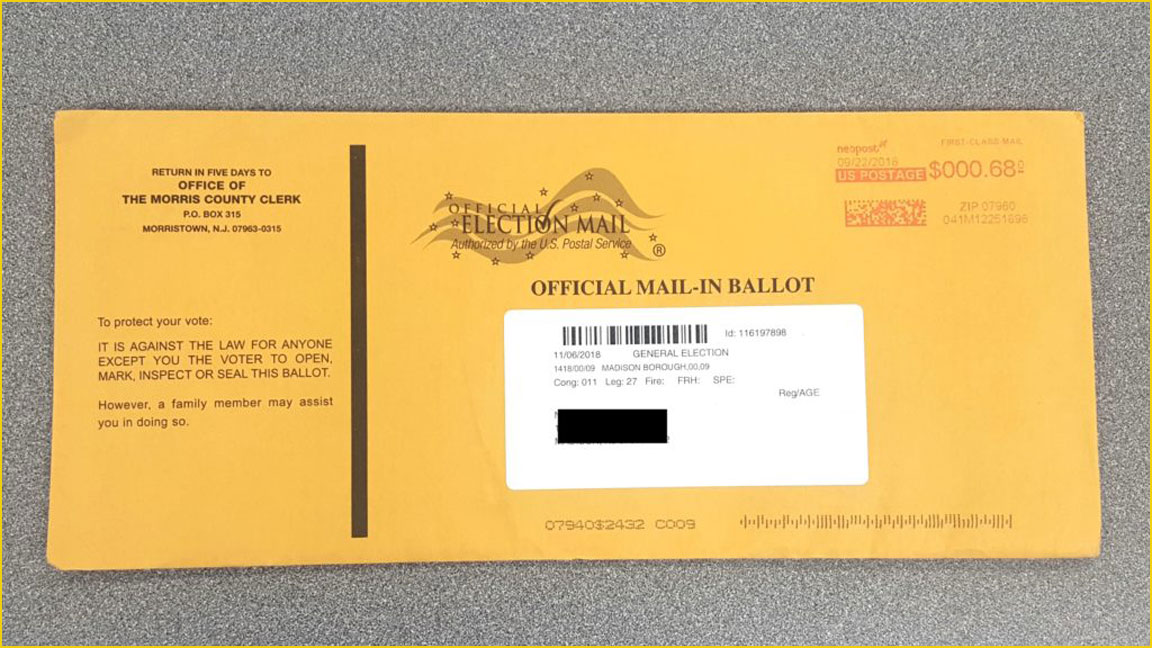 RETURN IN FIVE DAYS TO
OFFICE OF
THE MORRIS COUNTY CLERK
P.O. BOX 315
MORRISTOWN, N.J. 07963-0315
To protect your vote:
IT IS AGAINST THE LAW FOR ANYONE
EXCEPT YOU THE VOTER TO OPEN,
MARK, INSPECT OR SEAL THIS BALLOT.
However, a family member may assist
you in doing so.
OFFICIAL
ELECTION MAIL
Authorized by the U.S. Postal Service
®
neopost
FIRST-CLASS MAIL
09/22/2018
US POSTAGE $000.68⁰
ZIP 07960
041M12251898
OFFICIAL MAIL-IN BALLOT
Id: 116197898
11/06/2018 GENERAL ELECTION
1418/00/09 MADISON BOROUGH,00,09
Cong: 011 Leg: 27 Fire: FRH: SPE:
Reg/AGE
07940$2432 C009